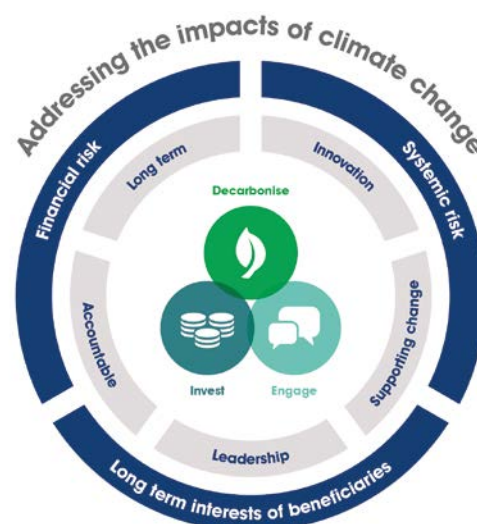 Addressing the impacts of climate change
Financial risk
Systemic risk
Long term
Innovation
Decarbonise
Accountable
Supporting change
Invest
Engage
Leadership
Long term interests of beneficiaries